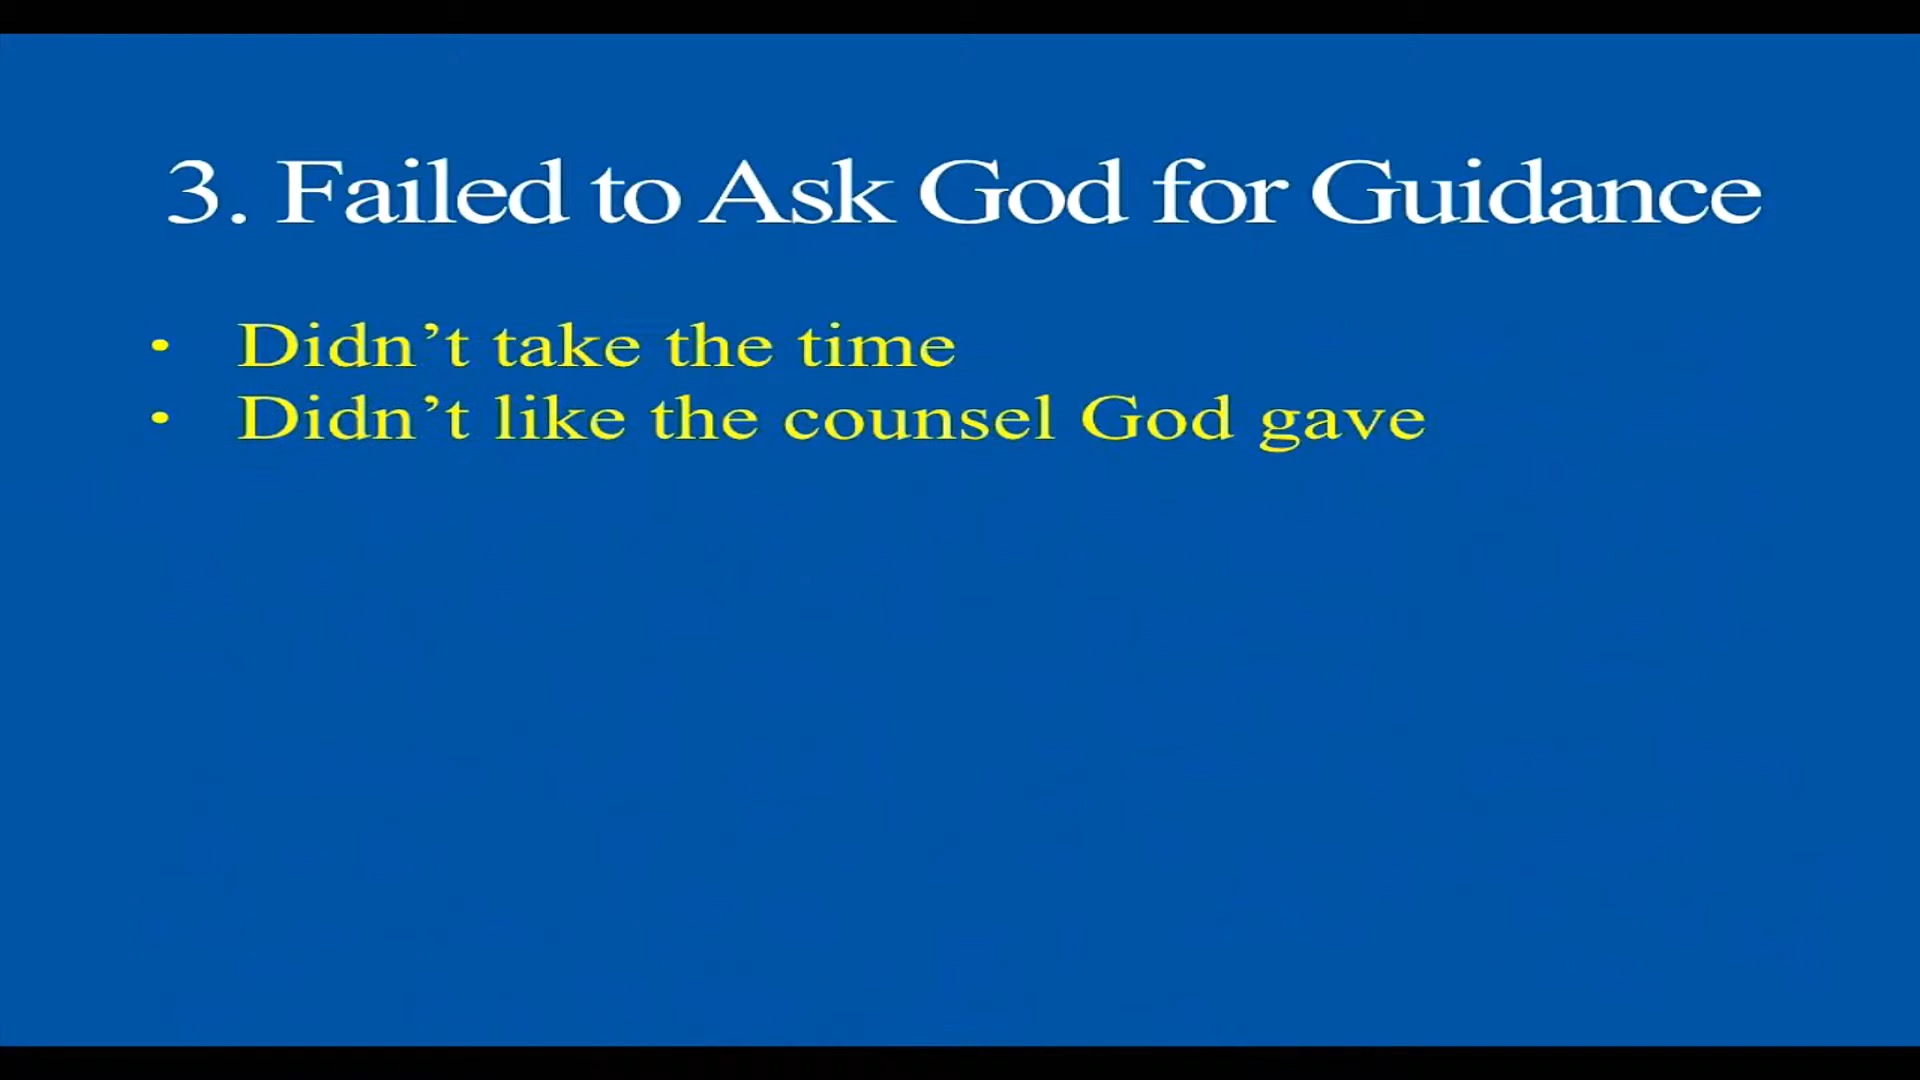 3. Failed to Ask God for Guidance
• Didn’t take the time
• Didn’t like the counsel God gave